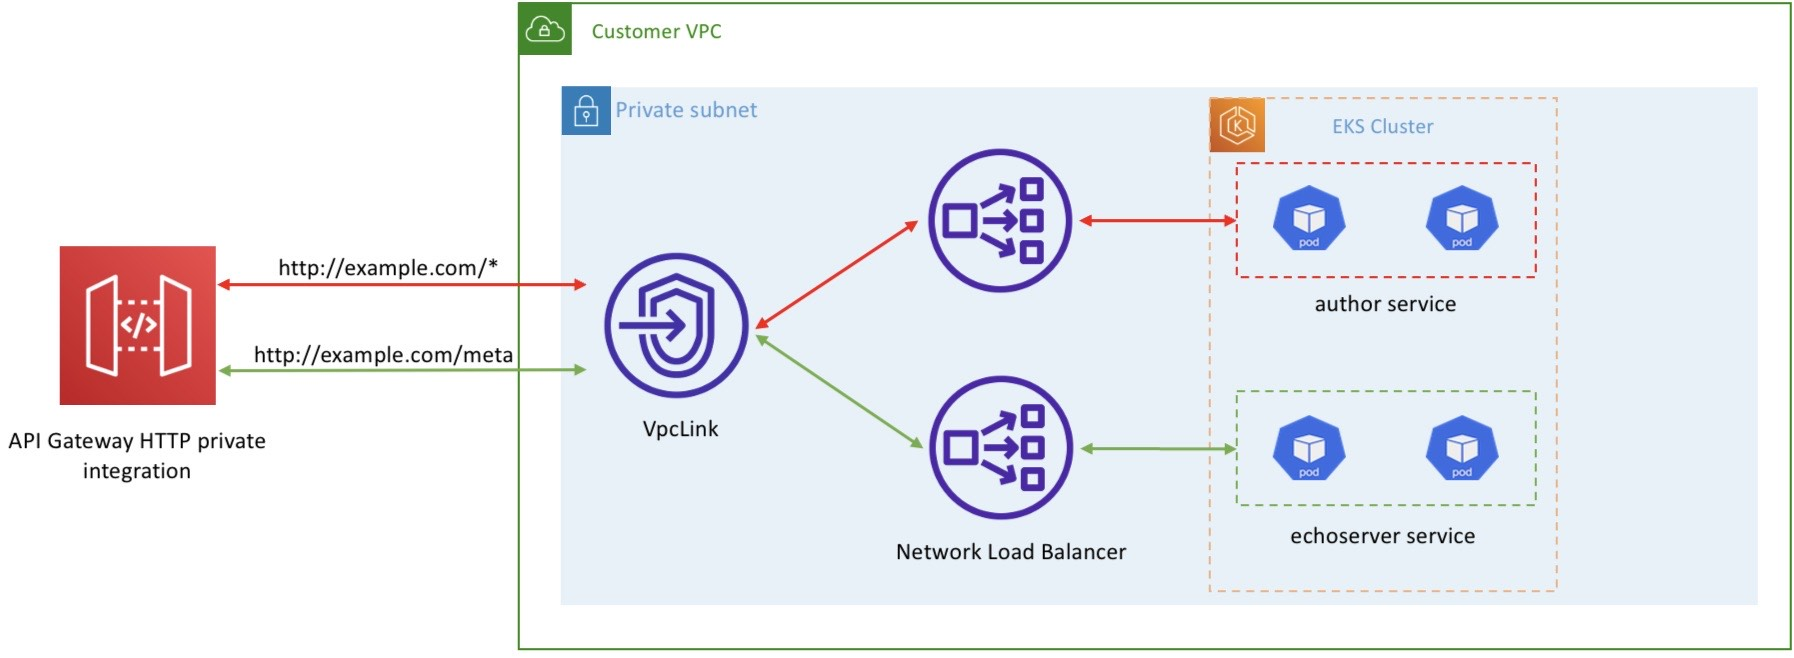 Customer VPC
Private subnet
EKS Cluster
K
pod
pod
author service
http://example.com/*
</>
http://example.com/meta
API Gateway HTTP private
integration
VpcLink
pod
pod
echoserver service
Network Load Balancer